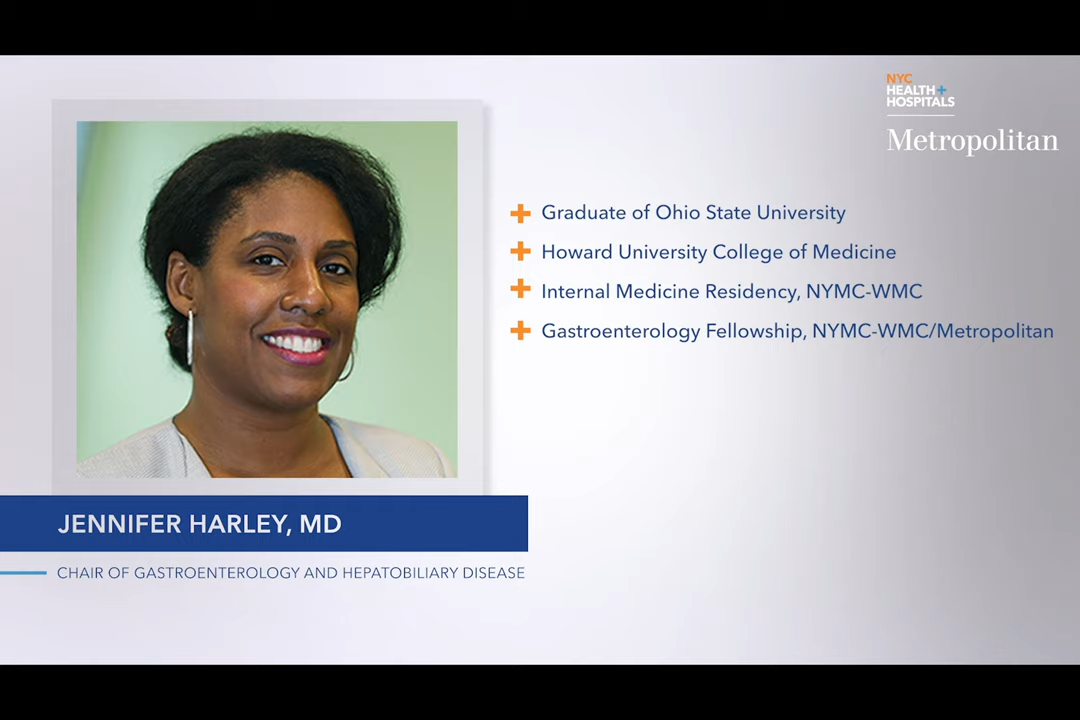 NYC
HEALTH+
HOSPITALS
Metropolitan
Graduate of Ohio State University
Howard University College of Medicine
Internal Medicine Residency, NYMC-WMC
Gastroenterology Fellowship, NYMC-WMC/Metropolitan
JENNIFER HARLEY, MD
CHAIR OF GASTROENTEROLOGY AND HEPATOBILIARY DISEASE